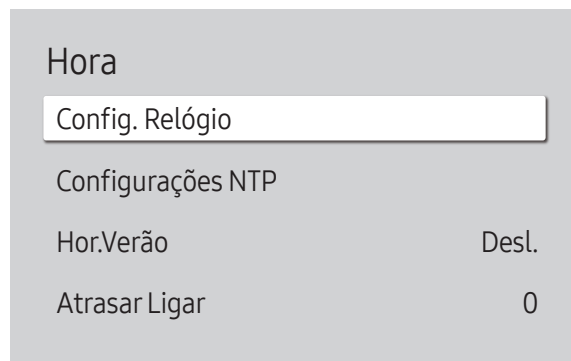 Hora
Config. Relógio
Configurações NTP
Hor.Verão Desl.
Atrasar Ligar 0